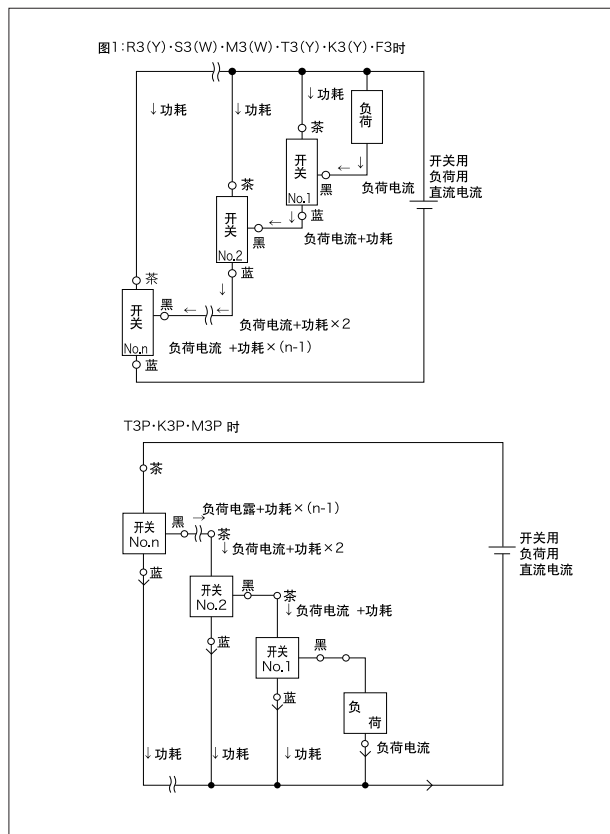 图1:R3(Y)·S3(W)·M3(W)·T3(Y)·K3(Y)·F3时
↓功耗
↓功耗
↓功耗
负荷
茶
开关
No.1
黑
负荷电流
开关用
负荷用
直流电流
蓝
茶
开关
No.2
黑
负荷电流+功耗
蓝
茶
开关
No.n
黑
负荷电流+功耗×2
负荷电流 +功耗×(n-1)
蓝
T3P·K3P·M3P 时
茶
开关
No.n
黑
负荷电露+功耗×(n-1)
茶
↓负荷电流+功耗×2
开关用
负荷用
直流电流
蓝
开关
No.2
黑
茶
↓负荷电流 +功耗
蓝
开关
No.1
黑
蓝
负荷
负荷电流
↓功耗
↓功耗
↓功耗